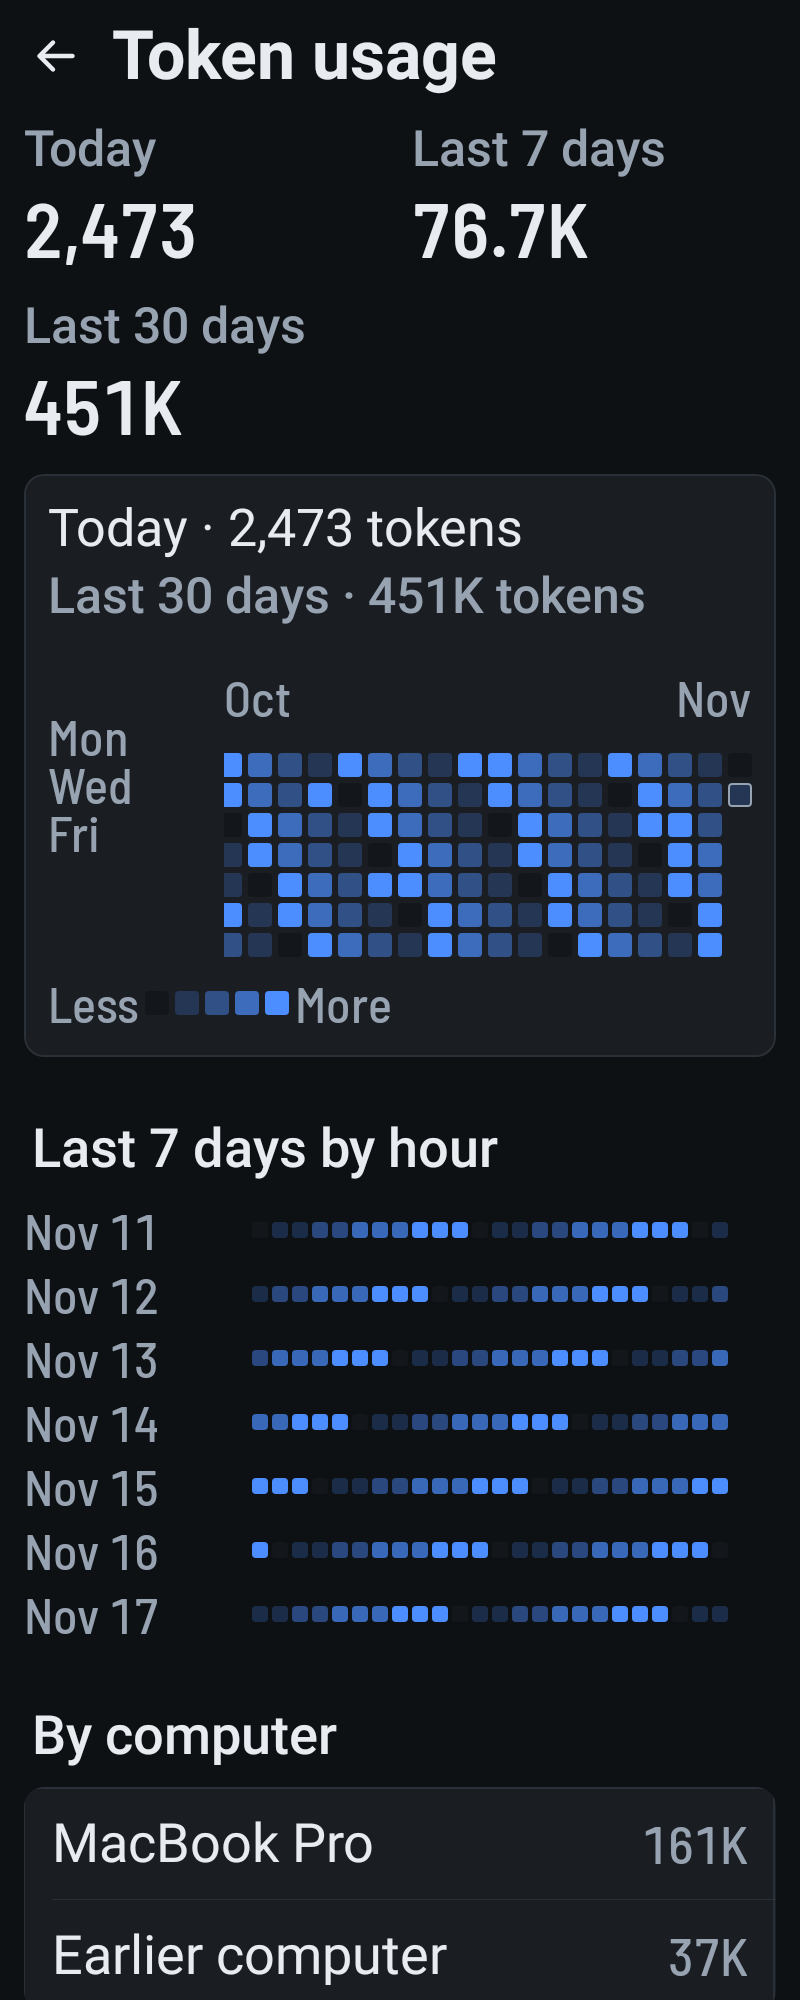 Token usage
Today
Last 7 days
2,473
76.7K
Last 30 days
451K
Today · 2,473 tokens
Last 30 days · 451K tokens
Oct
Nov
Mon
Wed
Fri
Less
More
Last 7 days by hour
Nov 11
Nov 12
Nov 13
Nov 14
Nov 15
Nov 16
Nov 17
By computer
MacBook Pro
161K
Earlier computer
37K